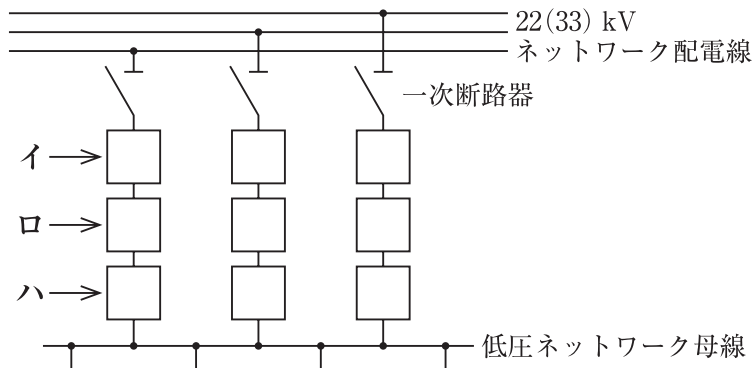 22(33) kV
ネットワーク配電線
一次断路器
イ
ロ
ハ
低圧ネットワーク母線